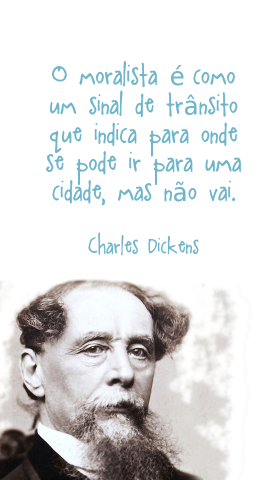 O moralista é como
um sinal de trânsito
que indica para onde
se pode ir para uma
cidade, mas não vai.
Charles Dickens